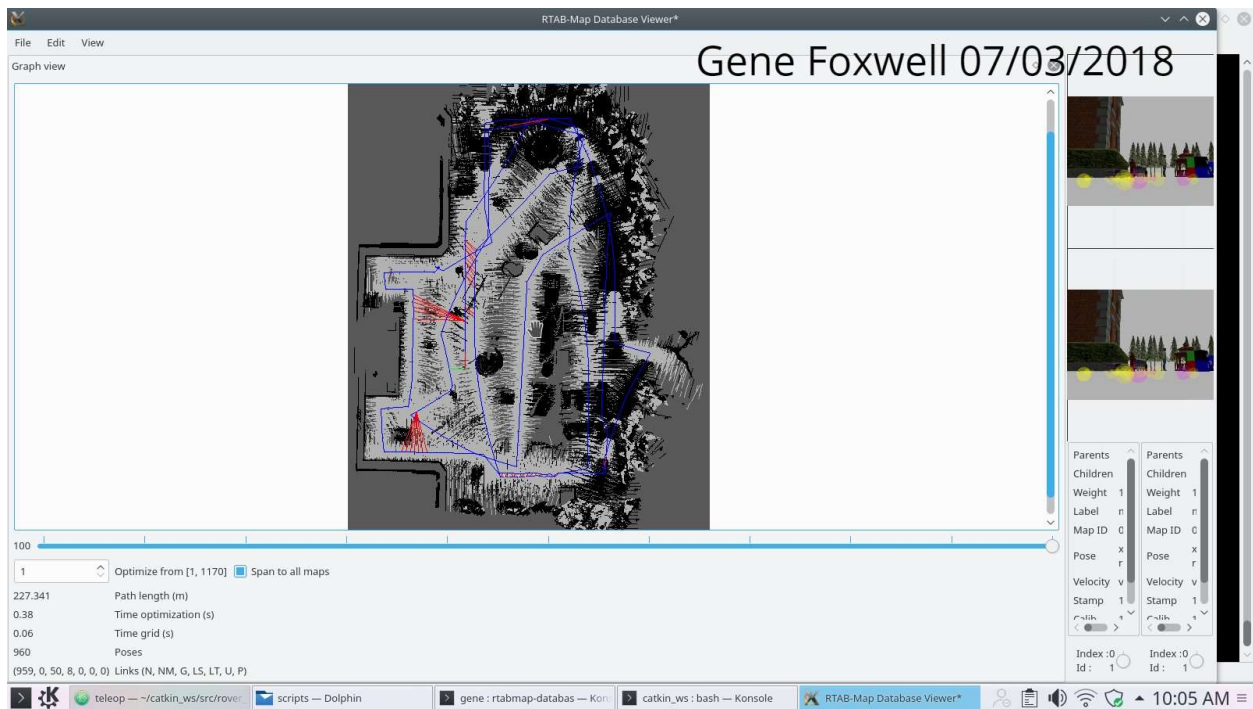 RTAB-Map Database Viewer*
File Edit View
Gene Foxwell 07/03/2018
Graph view
100
1 Optimize from [1, 1170] Span to all maps
227.341 Path length (m)
0.38 Time optimization (s)
0.06 Time grid (s)
960 Poses
(959, 0, 50, 8, 0, 0, 0) Links (N, NM, G, LS, LT, U, P)
Parents Parents
Children Children
Weight 1 Weight 1
Label n Label n
Map ID 0 Map ID 0
Pose x r Pose x r
Velocity v Velocity v
Stamp 1 Stamp 1
Calib. 1 Calib. 1
Index :0 Index :0
Id : 1 Id : 1
teleop — ~/catkin_ws/src/rover scripts — Dolphin gene : rtabmap-databas — Kon catkin_ws : bash — Konsole RTAB-Map Database Viewer* 10:05 AM